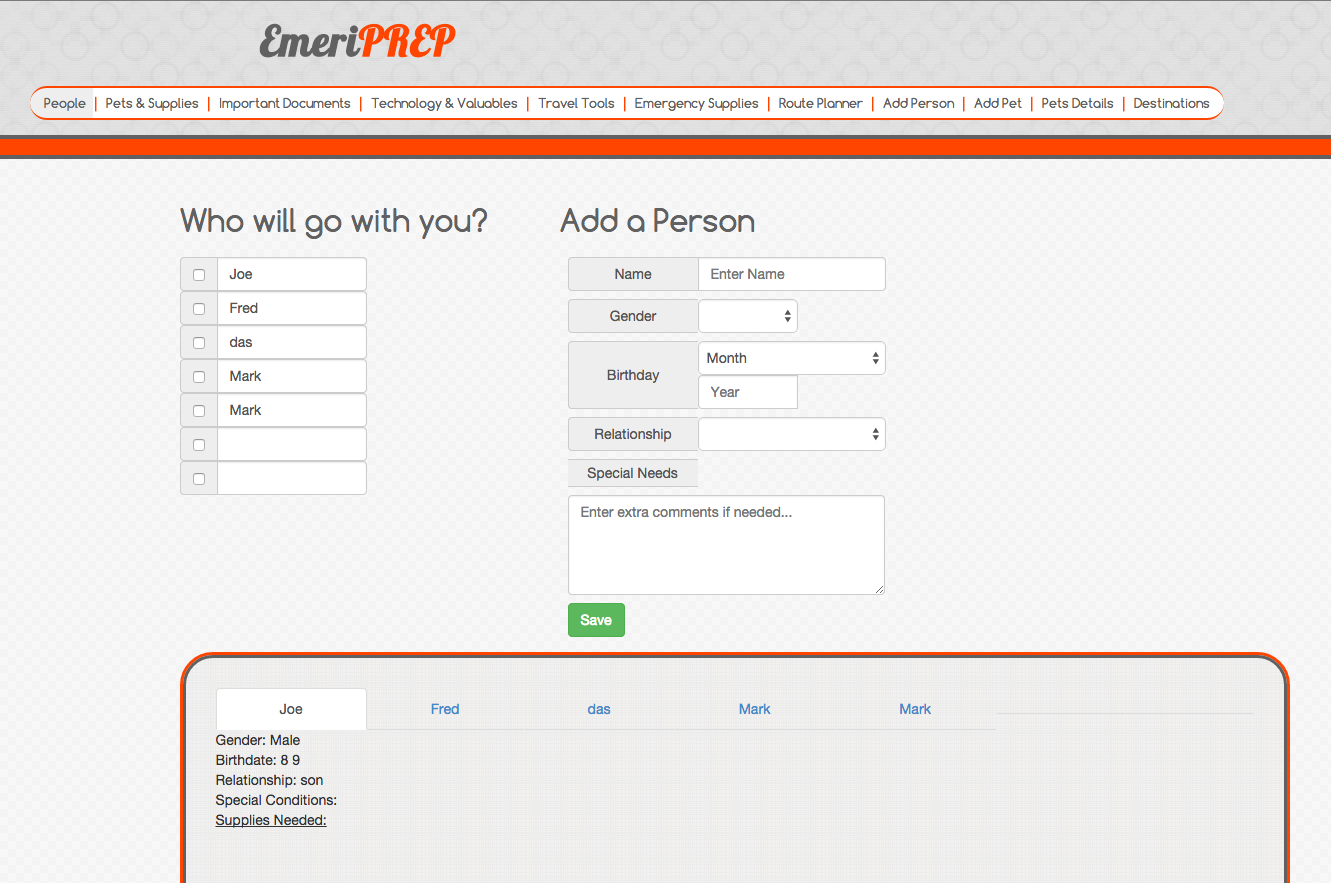 EmeriPREP
People | Pets & Supplies | Important Documents | Technology & Valuables | Travel Tools | Emergency Supplies | Route Planner | Add Person | Add Pet | Pets Details | Destinations
Who will go with you?
Joe
Fred
das
Mark
Mark
Add a Person
Name Enter Name
Gender
Birthday Month
Year
Relationship
Special Needs
Enter extra comments if needed...
Save
Joe Fred das Mark Mark
Gender: Male
Birthdate: 8 9
Relationship: son
Special Conditions:
Supplies Needed: